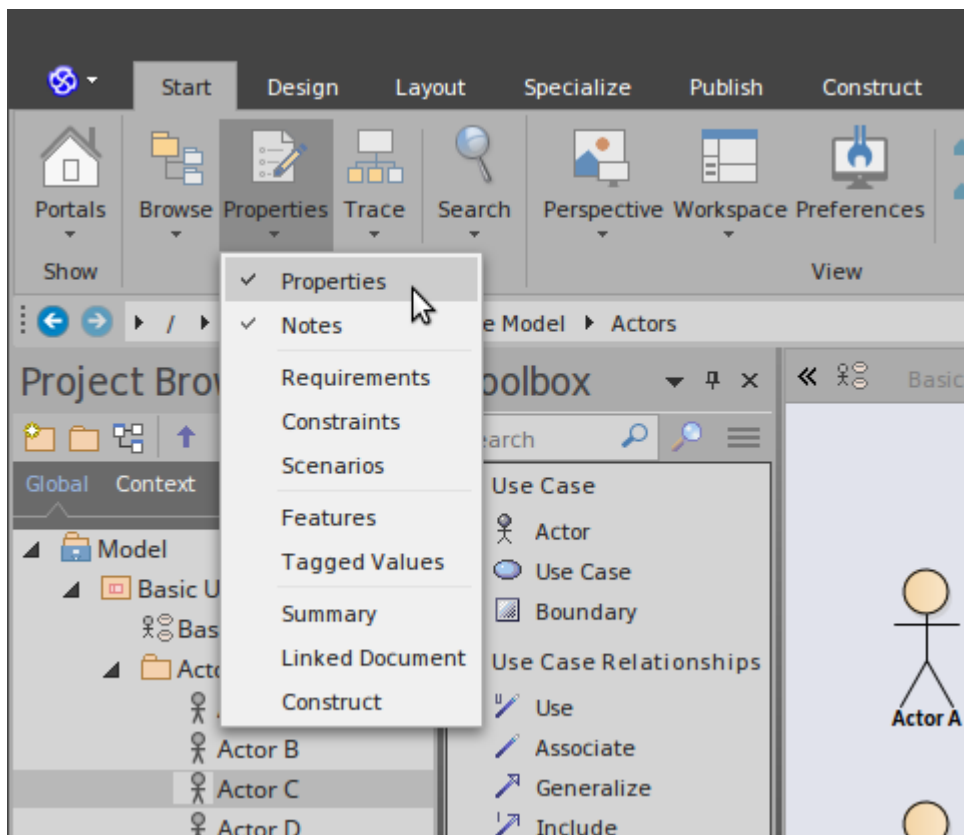 Start Design Layout Specialize Publish Construct
Portals Browse Properties Trace Search Perspective Workspace Preferences
Show View
Properties
Notes
/ e Model Actors
Requirements
Constraints
Scenarios
Features
Tagged Values
Summary
Linked Document
Construct
Project Brow
Global Context
Model
Basic U
Bas
Acto
Actor B
Actor C
Actor D
oolbox
earch
Use Case
Actor
Use Case
Boundary
Use Case Relationships
Use
Associate
Generalize
Include
Basic
Actor A